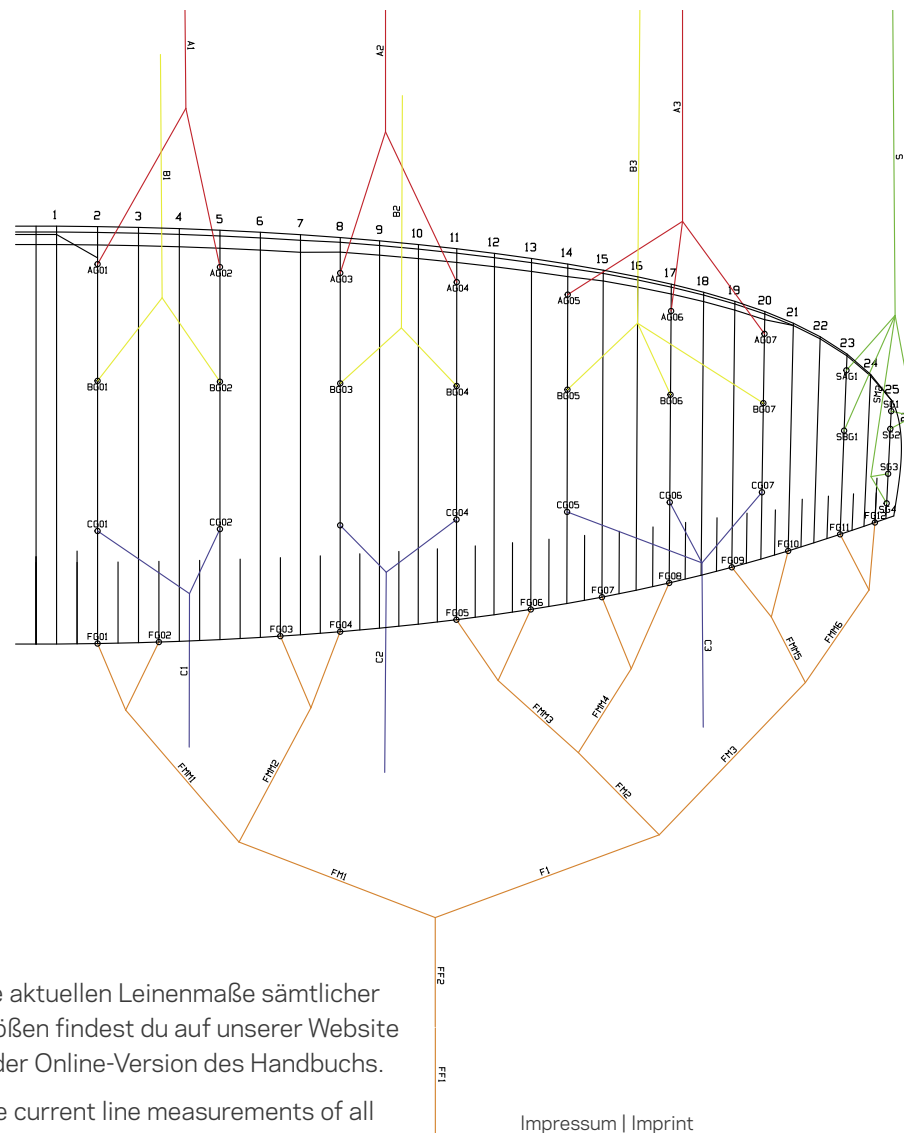 A1
A2
A3
S
B1
B2
B3
1 2 3 4 5 6 7 8 9 10 11 12 13 14 15 16 17 18 19 20 21 22 23 24 25
AG01 AG02 AG03 AG04 AG05 AG06 AG07
SAG1
SM2
SG1
BG01 BG02 BG03 BG04 BG05 BG06 BG07
SBG1
SG2
SG3
CG01 CG02 CG04 CG05 CG06 CG07
SG4
FG01 FG02 FG03 FG04 FG05 FG06 FG07 FG08 FG09 FG10 FG11 FG12
C1
C2
C3
FMM1
FMM2
FMM3
FMM4
FMM5
FMM6
FM2
FM3
FM1
F1
FF2
FF1
e aktuellen Leinenmaße sämtlicher
ößen findest du auf unserer Website
der Online-Version des Handbuchs.
e current line measurements of all
Impressum | Imprint